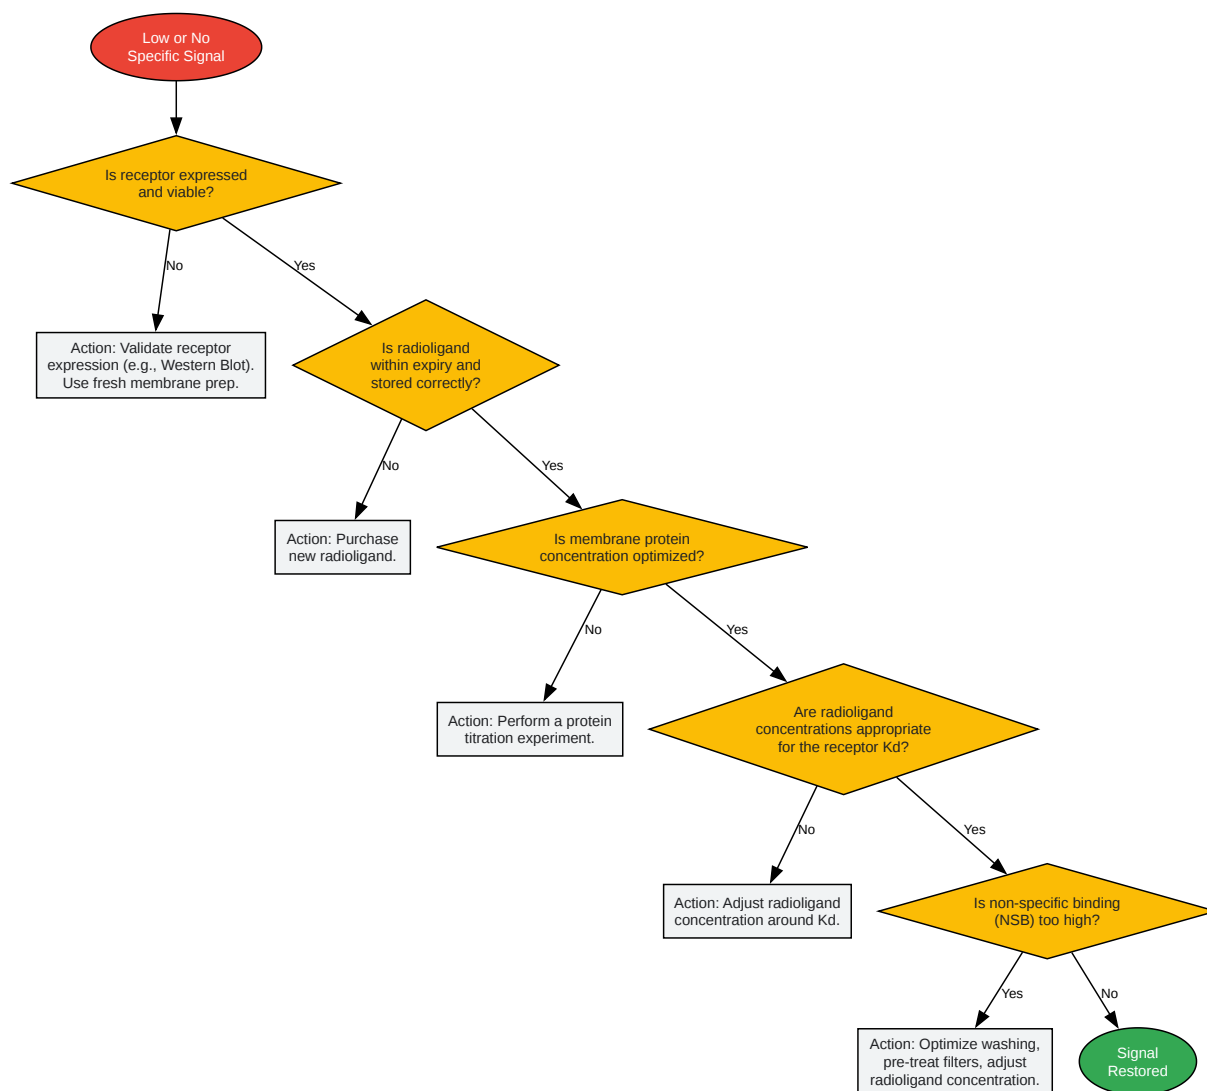 Low or No
Specific Signal
Is receptor expressed
and viable?
No
Yes
Action: Validate receptor
expression (e.g., Western Blot).
Use fresh membrane prep.
Is radioligand
within expiry and
stored correctly?
No
Yes
Action: Purchase
new radioligand.
Is membrane protein
concentration optimized?
No
Yes
Action: Perform a protein
titration experiment.
Are radioligand
concentrations appropriate
for the receptor Kd?
No
Yes
Action: Adjust radioligand
concentration around Kd.
Is non-specific binding
(NSB) too high?
Yes
No
Action: Optimize washing,
pre-treat filters, adjust
radioligand concentration.
Signal
Restored